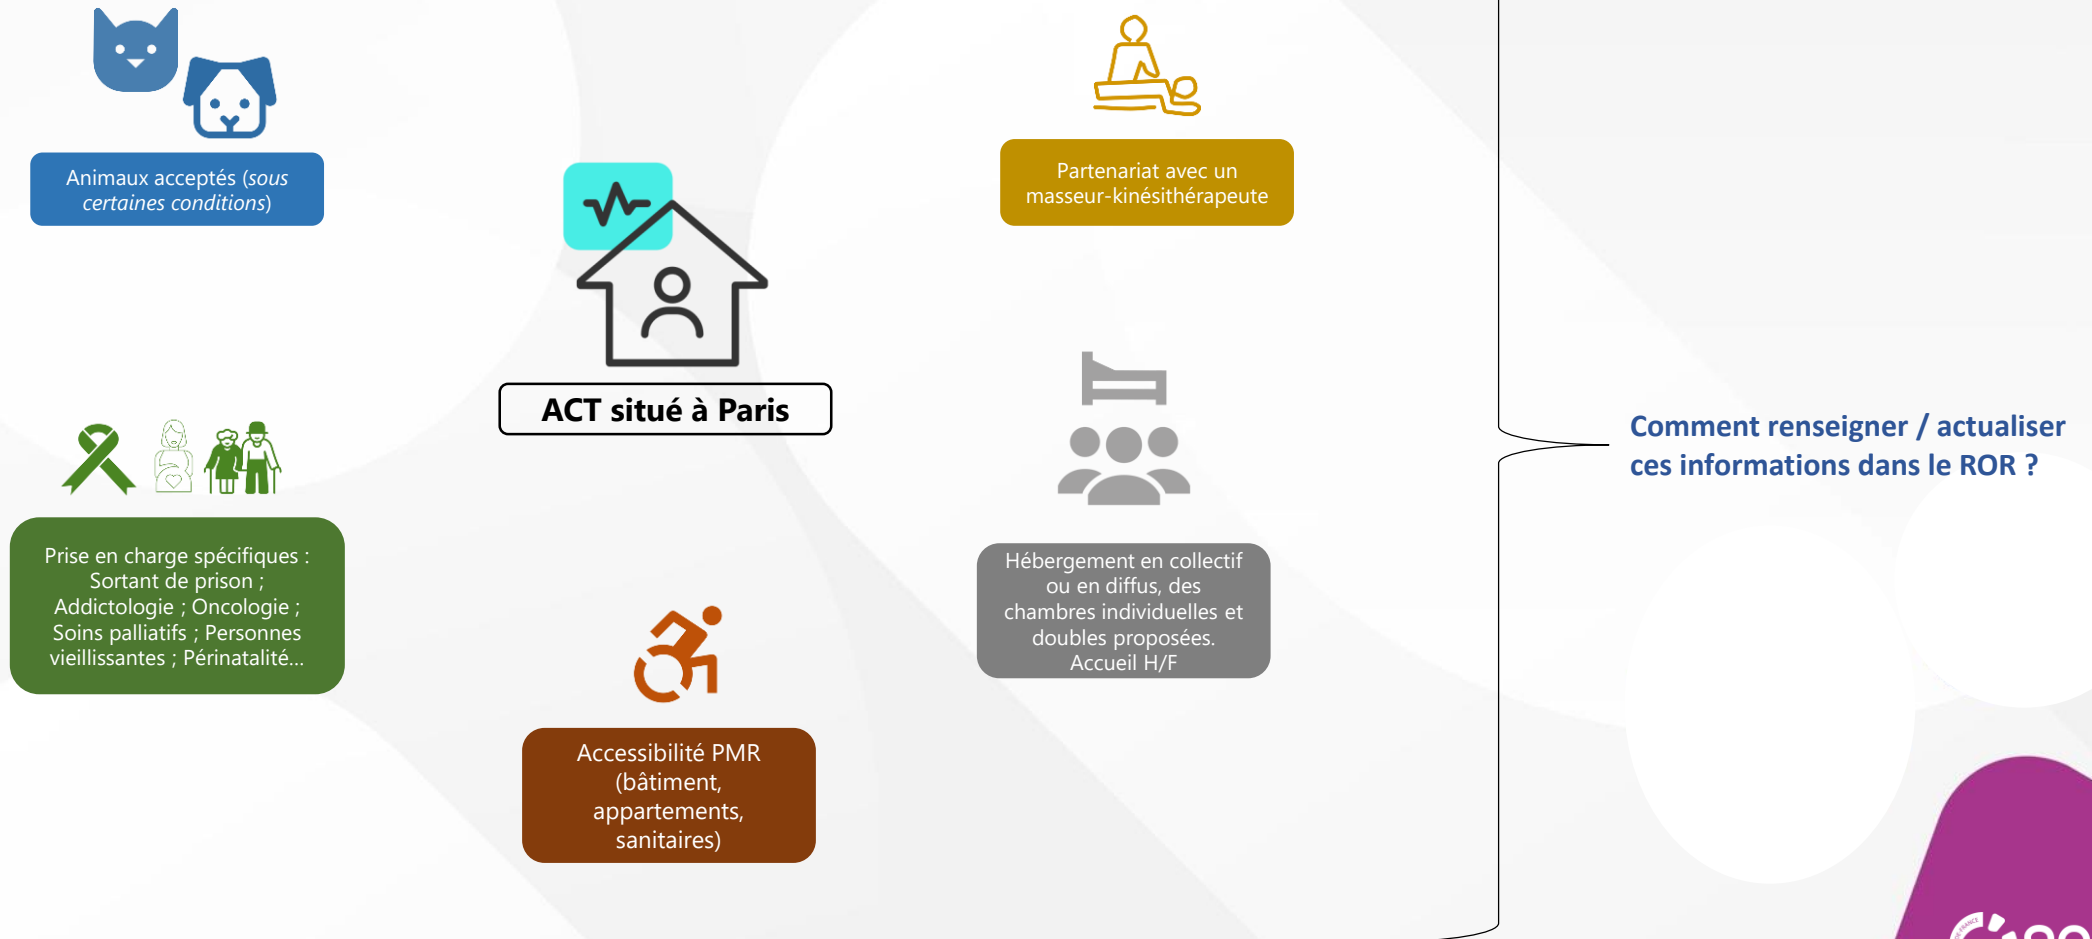 Animaux acceptés (sous
certaines conditions)
Partenariat avec un
masseur-kinésithérapeute
ACT situé à Paris
Comment renseigner / actualiser
ces informations dans le ROR ?
Prise en charge spécifiques :
Sortant de prison ;
Addictologie ; Oncologie ;
Soins palliatifs ; Personnes
vieillissantes ; Périnatalité...
Hébergement en collectif
ou en diffus, des
chambres individuelles et
doubles proposées.
Accueil H/F
Accessibilité PMR
(bâtiment,
appartements,
sanitaires)